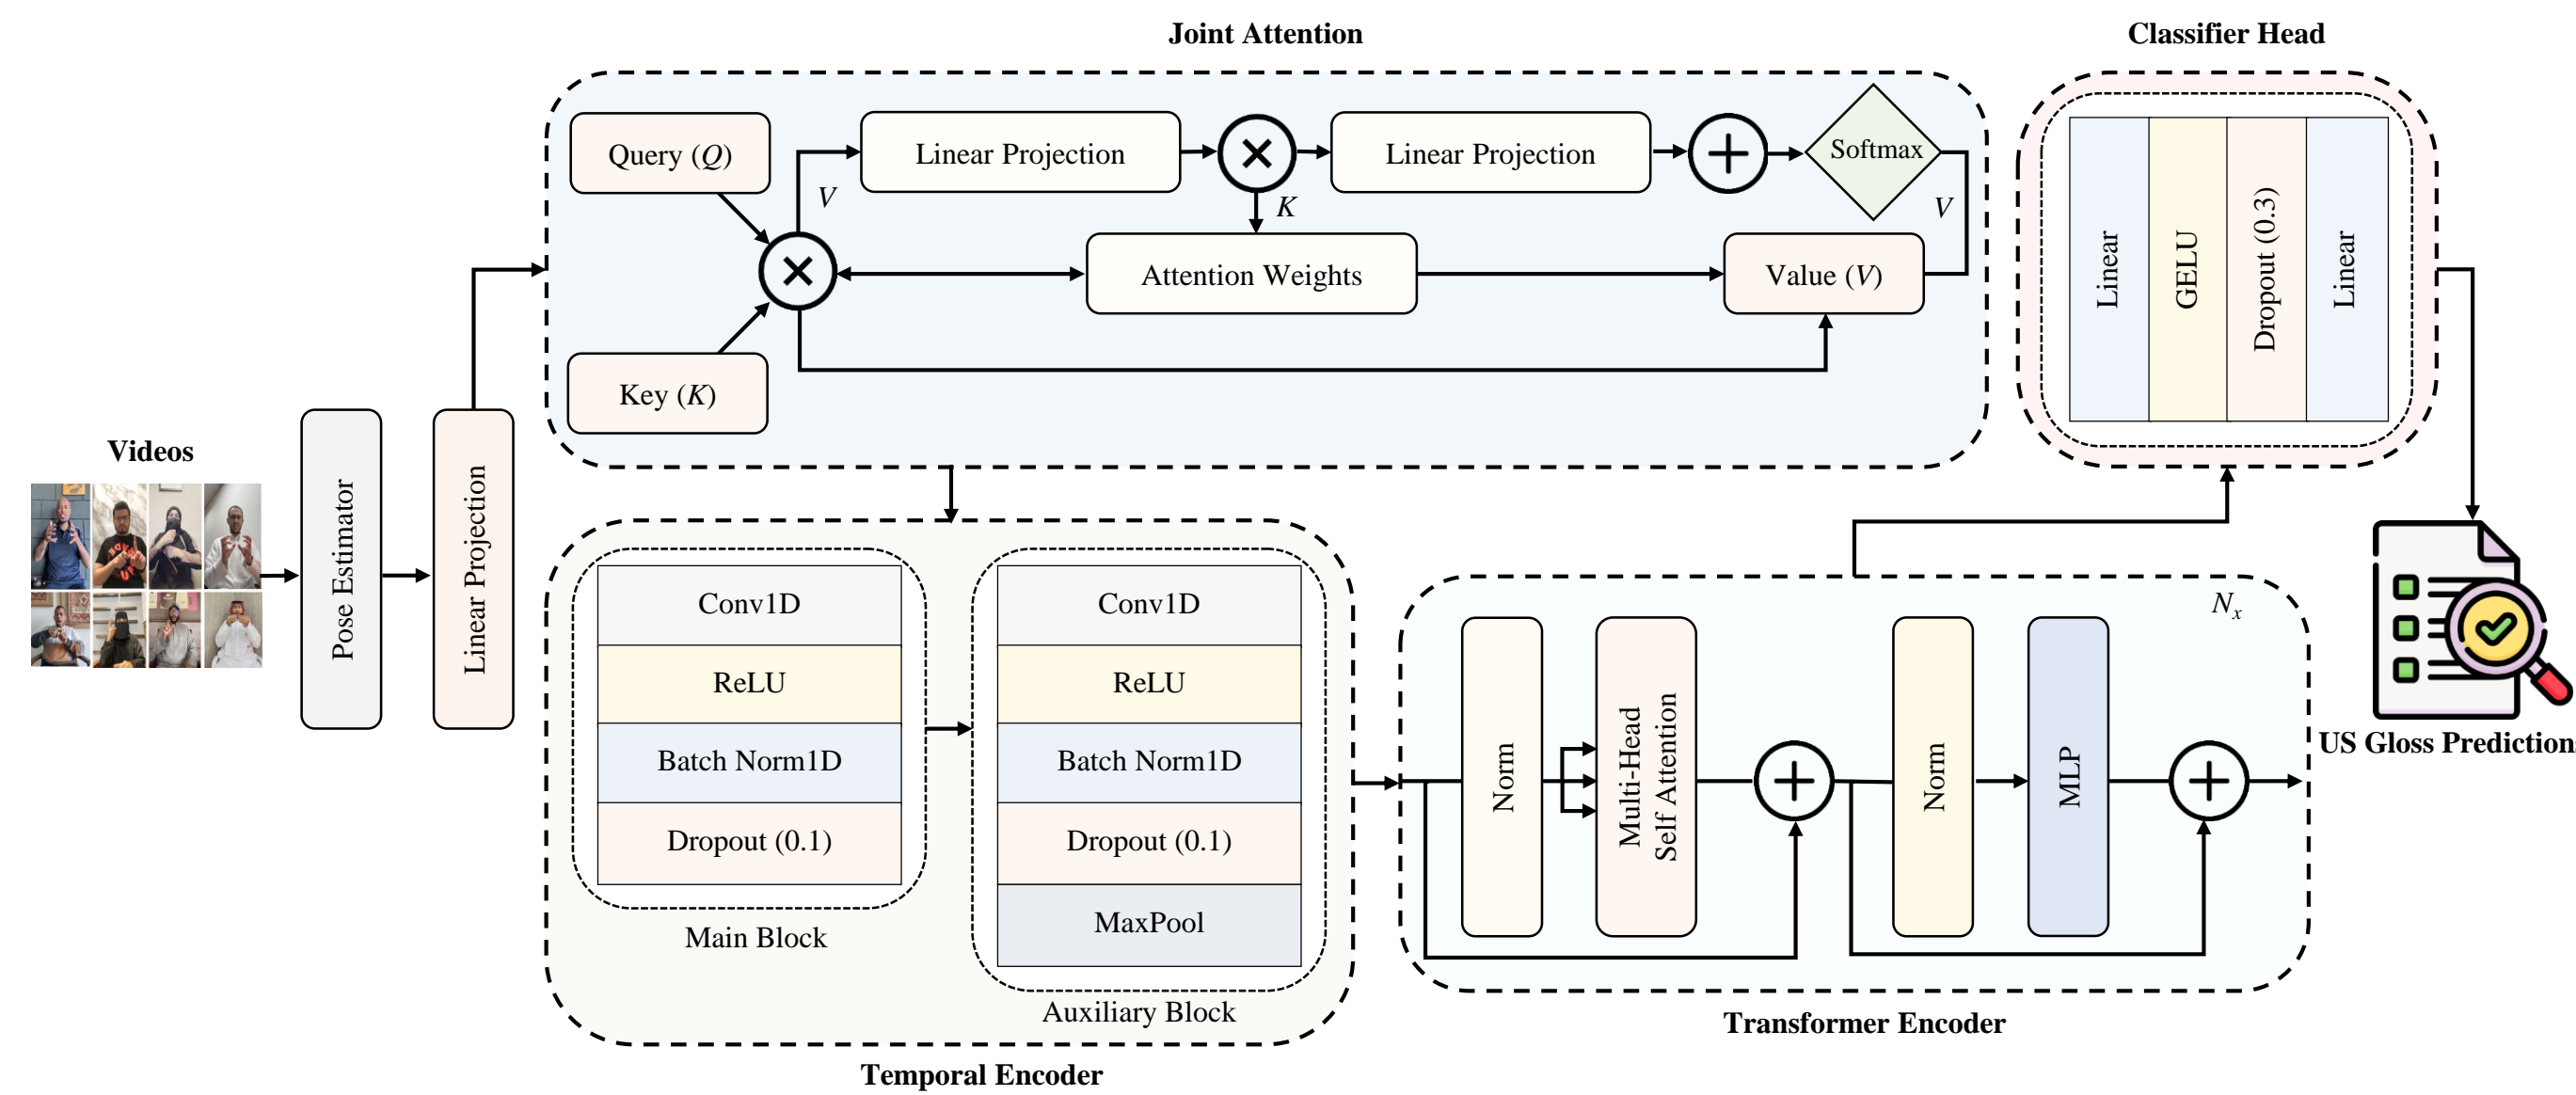 Joint Attention
Classifier Head
Query (Q)
Linear Projection
Linear Projection
Softmax
V
K
V
Attention Weights
Value (V)
Key (K)
Linear
GELU
Dropout (0.3)
Linear
Videos
Pose Estimator
Linear Projection
Conv1D
ReLU
Batch Norm1D
Dropout (0.1)
Main Block
Conv1D
ReLU
Batch Norm1D
Dropout (0.1)
MaxPool
Auxiliary Block
Temporal Encoder
Nx
Norm
Multi-Head
Self Attention
Norm
MLP
Transformer Encoder
US Gloss Prediction